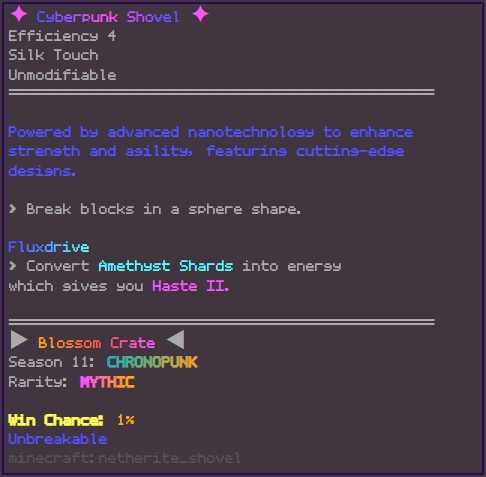 ✦ Cyberpunk Shovel ✦
Efficiency 4
Silk Touch
Unmodifiable
Powered by advanced nanotechnology to enhance
strength and agility, featuring cutting-edge
designs.
> Break blocks in a sphere shape.
Fluxdrive
> Convert Amethyst Shards into energy
which gives you Haste II.
▶ Blossom Crate ◀
Season 11: CHRONOPUNK
Rarity: MYTHIC
Win Chance: 1%
Unbreakable
minecraft:netherite_shovel